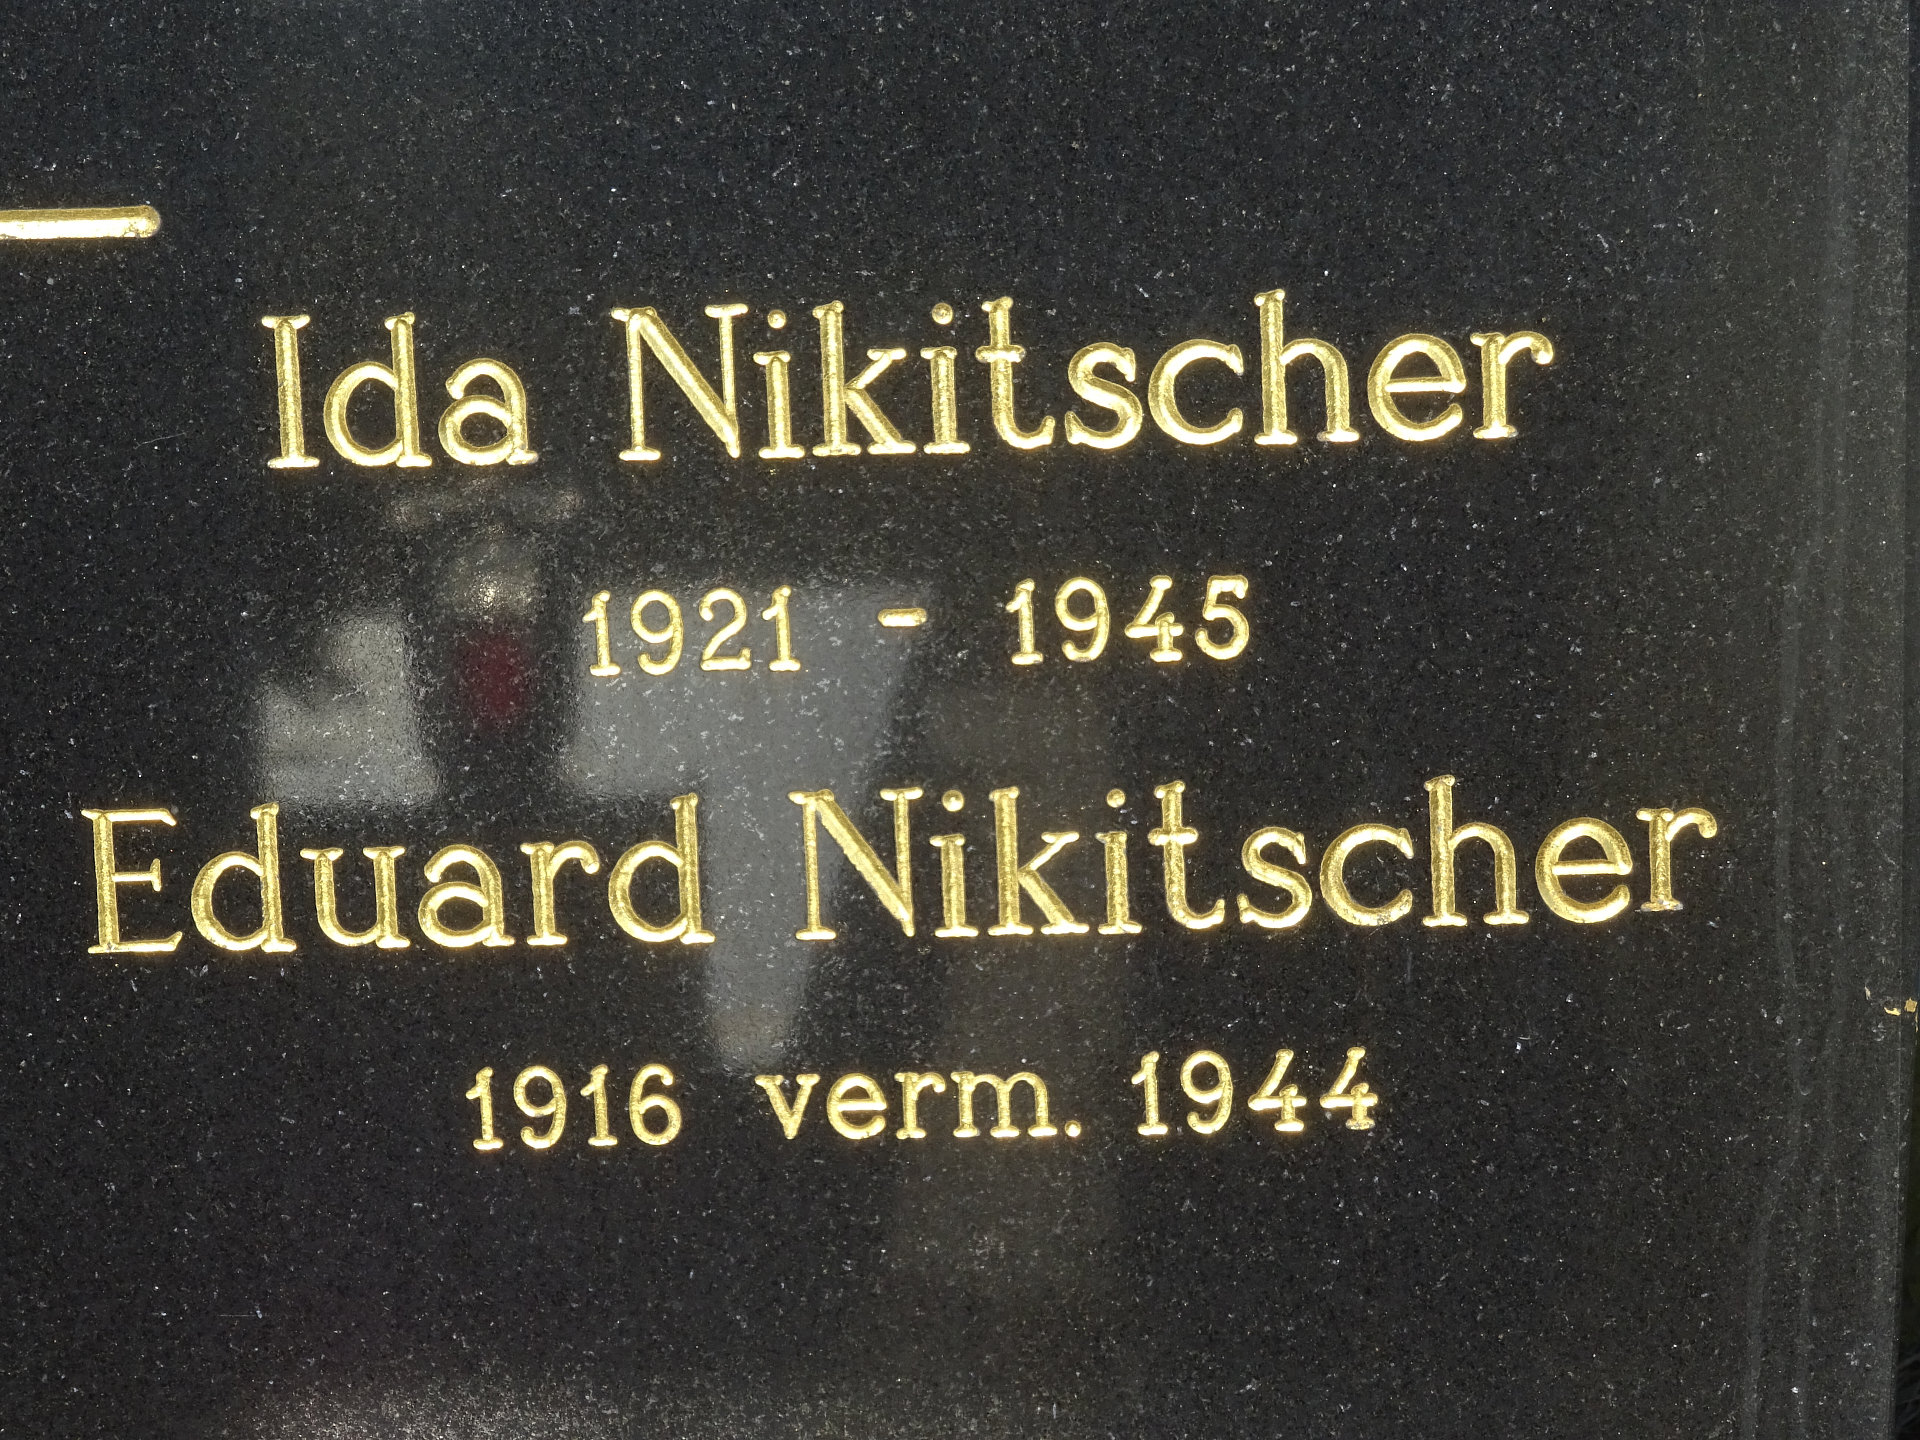 Ida Nikitscher
1921 - 1945
Eduard Nikitscher
1916 verm. 1944